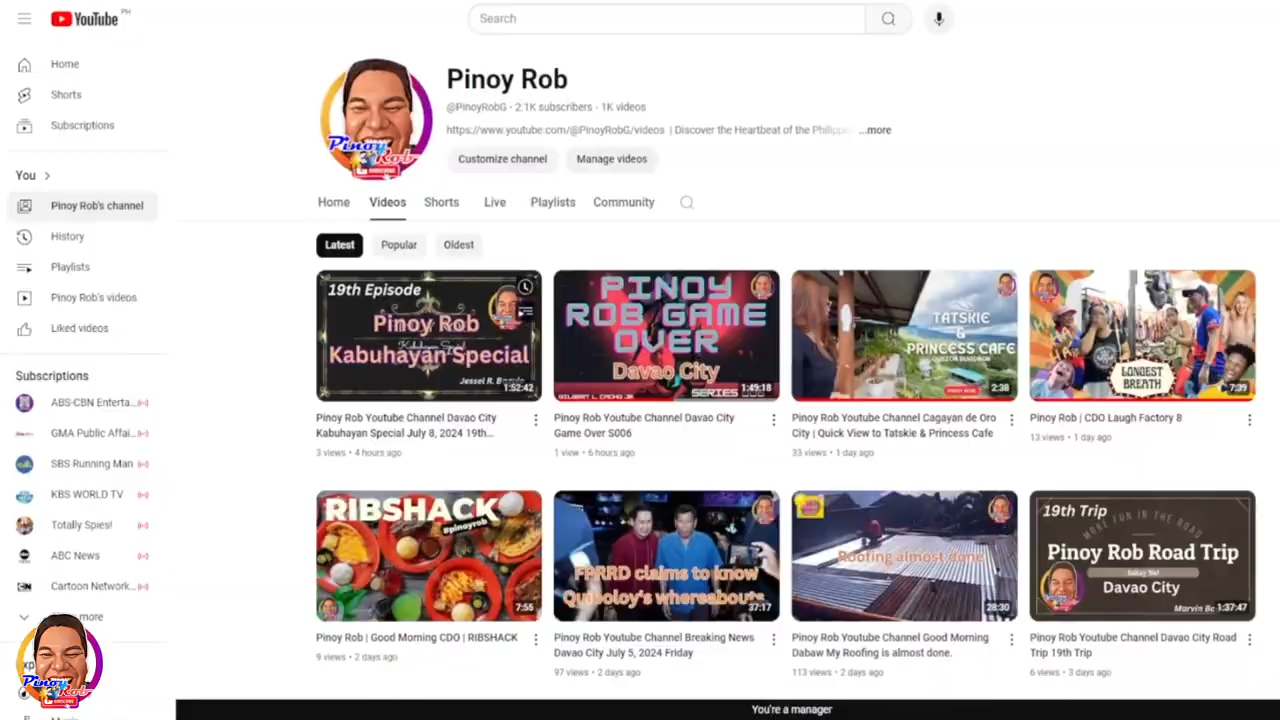 YouTube PH
Search
Home
Shorts
Subscriptions
You
Pinoy Rob's channel
History
Playlists
Pinoy Rob's videos
Liked videos
Subscriptions
ABS-CBN Enterta...
GMA Public Affai...
SBS Running Man
KBS WORLD TV
Totally Spies!
ABC News
Cartoon Network...
more
Pinoy Rob
SUBSCRIBE
Pinoy Rob
@PinoyRobG · 2.1K subscribers · 1K videos
https://www.youtube.com/@PinoyRobG/videos | Discover the Heartbeat of the Philippin ...more
Customize channel
Manage videos
Pinoy Rob
SUBSCRIBE
Home
Videos
Shorts
Live
Playlists
Community
Latest
Popular
Oldest
19th Episode
Pinoy Rob
Kabuhayan Special
1:52:42
Pinoy Rob Youtube Channel Davao City
Kabuhayan Special July 8, 2024 19th...
3 views · 4 hours ago
PINOY
ROB GAME
OVER
Davao City
SERIES
1:49:18
Pinoy Rob Youtube Channel Davao City
Game Over S006
1 view · 6 hours ago
TATSKIE
&
PRINCESS CAFE
2:38
Pinoy Rob Youtube Channel Cagayan de Oro
City | Quick View to Tatskie & Princess Cafe
33 views · 1 day ago
LONGEST
BREATH
7:39
Pinoy Rob | CDO Laugh Factory 8
13 views · 1 day ago
RIBSHACK
#pinoyrob
7:55
Pinoy Rob | Good Morning CDO | RIBSHACK
9 views · 2 days ago
FPRRD claims to know
Quiboloy's whereabouts
37:17
Pinoy Rob Youtube Channel Breaking News
Davao City July 5, 2024 Friday
97 views · 2 days ago
Roofing almost done
28:30
Pinoy Rob Youtube Channel Good Morning
Dabaw My Roofing is almost done.
113 views · 2 days ago
19th Trip
MORE FUN IN THE ROAD
Pinoy Rob Road Trip
Davao City
1:37:47
Pinoy Rob Youtube Channel Davao City Road
Trip 19th Trip
6 views · 3 days ago
You're a manager